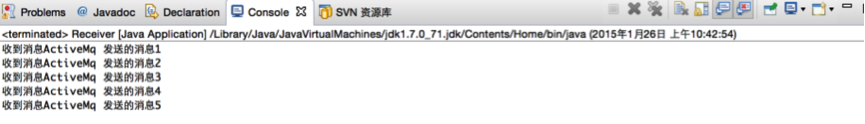 Problems @ Javadoc Declaration Console SVN 资源库
<terminated> Receiver [Java Application] /Library/Java/JavaVirtualMachines/jdk1.7.0_71.jdk/Contents/Home/bin/java (2015年1月26日 上午10:42:54)
收到消息ActiveMq 发送的消息1
收到消息ActiveMq 发送的消息2
收到消息ActiveMq 发送的消息3
收到消息ActiveMq 发送的消息4
收到消息ActiveMq 发送的消息5